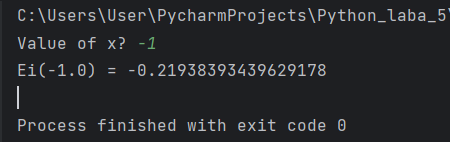 C:\Users\User\PycharmProjects\Python_laba_5\
Value of x? -1
Ei(-1.0) = -0.21938393439629178
Process finished with exit code 0